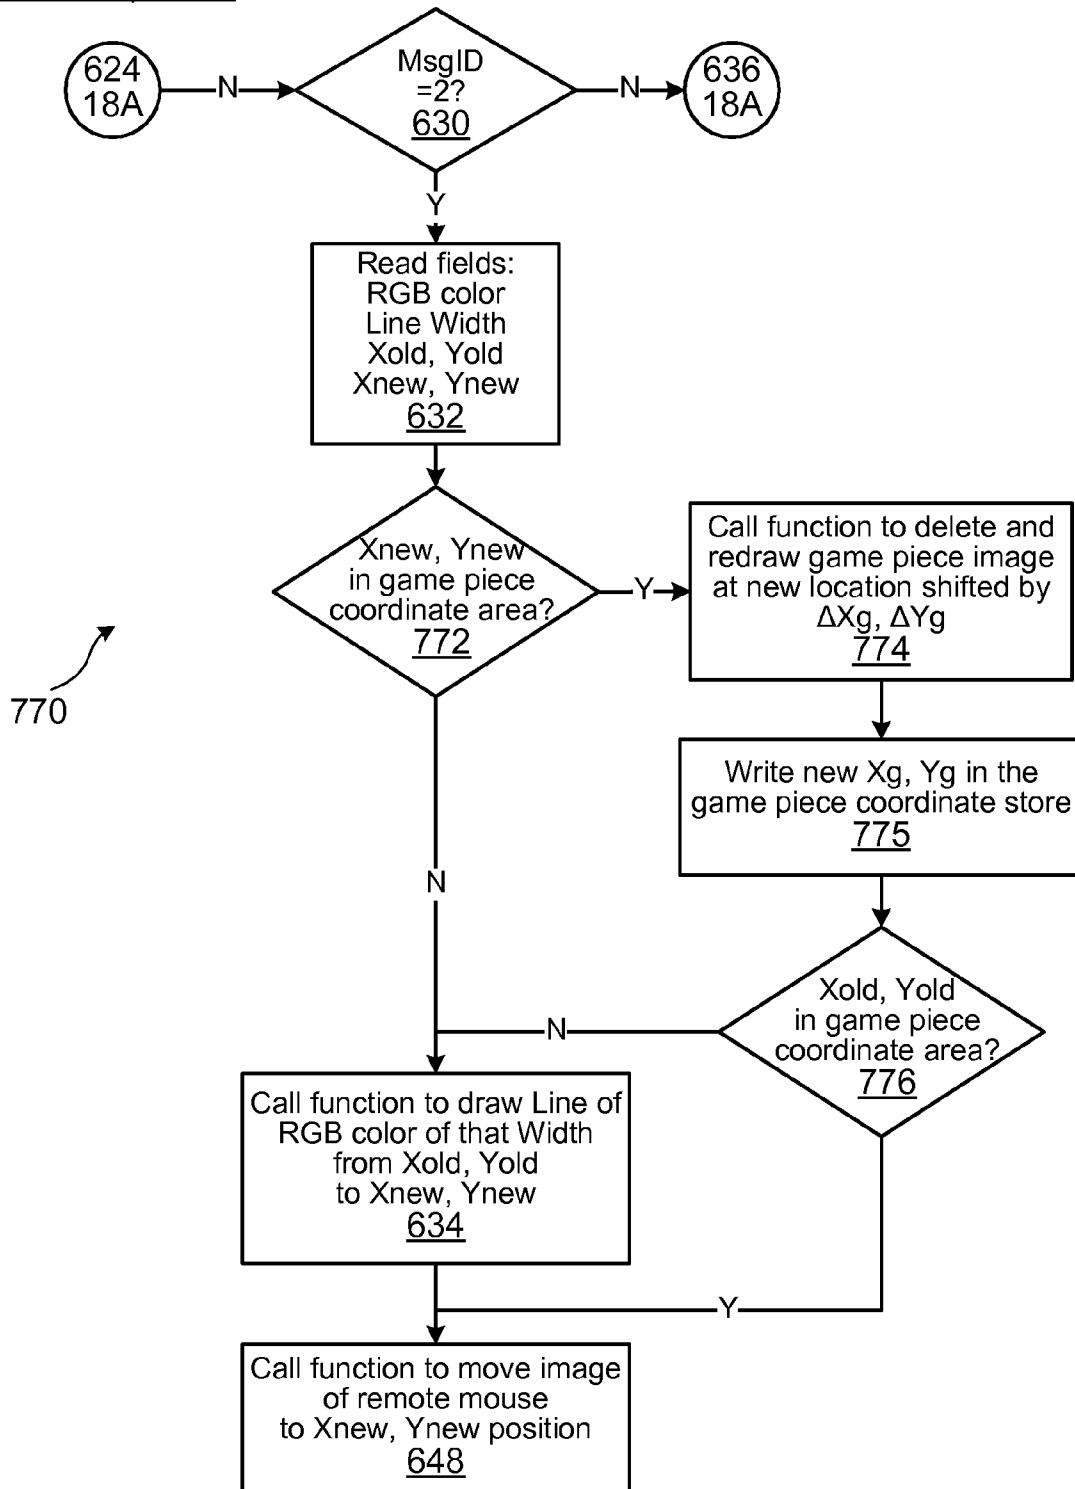 624
18A
N
MsgID
=2?
630
N
636
18A
Y
Read fields:
RGB color
Line Width
Xold, Yold
Xnew, Ynew
632
Xnew, Ynew
in game piece
coordinate area?
772
Y
Call function to delete and
redraw game piece image
at new location shifted by
ΔXg, ΔYg
774
770
Write new Xg, Yg in the
game piece coordinate store
775
N
Xold, Yold
in game piece
coordinate area?
776
N
Call function to draw Line of
RGB color of that Width
from Xold, Yold
to Xnew, Ynew
634
Y
Call function to move image
of remote mouse
to Xnew, Ynew position
648